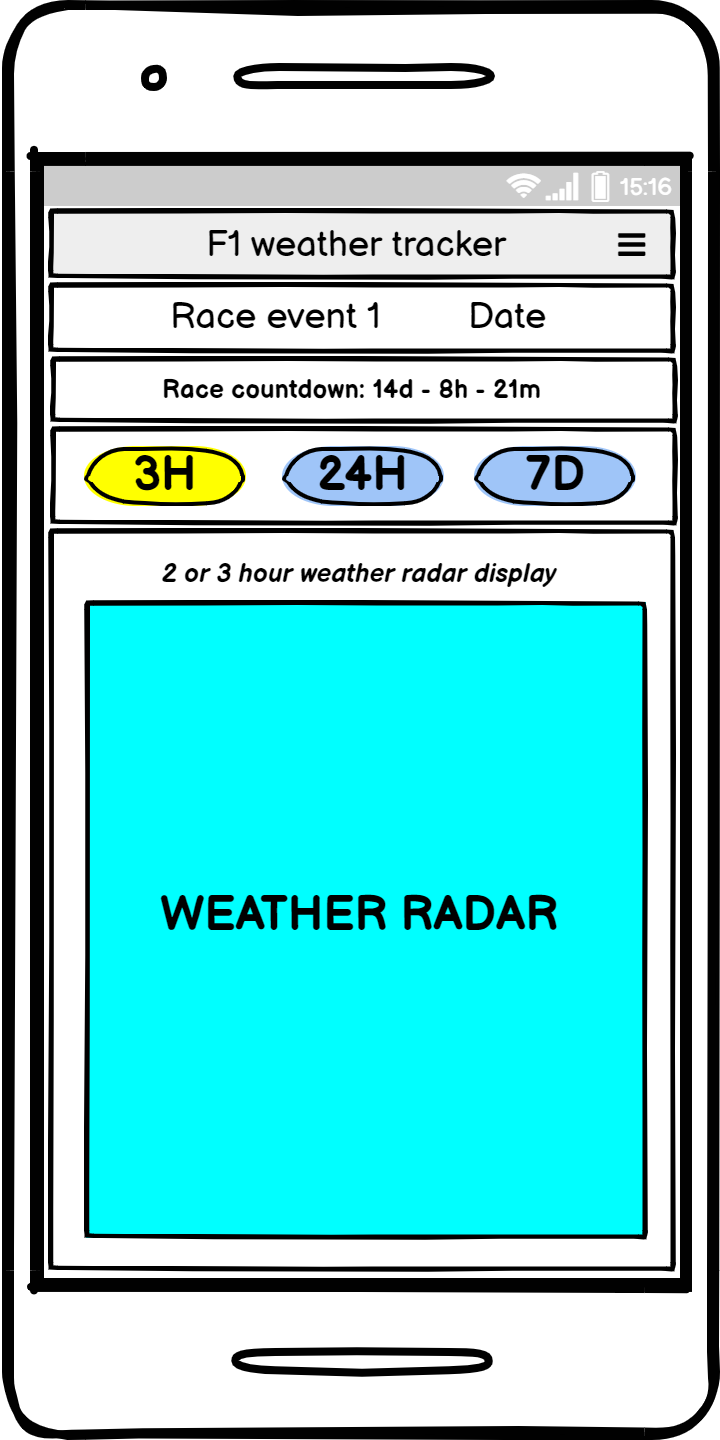 15:16
F1 weather tracker
Race event 1 Date
Race countdown: 14d - 8h - 21m
3H 24H 7D
2 or 3 hour weather radar display
WEATHER RADAR